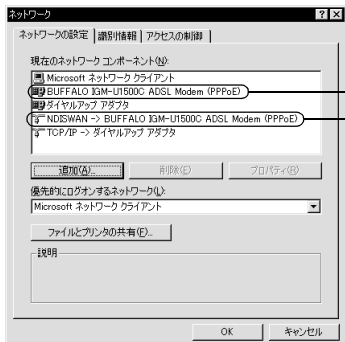 ネットワーク
ネットワークの設定 識別情報 アクセスの制御
現在のネットワーク コンポーネント(N):
Microsoft ネットワーク クライアント
BUFFALO IGM-U1500C ADSL Modem (PPPoE)
ダイヤルアップ アダプタ
NDISWAN -> BUFFALO IGM-U1500C ADSL Modem (PPPoE)
TCP/IP -> ダイヤルアップ アダプタ
追加(A)... 削除(E) プロパティ(R)
優先的にログオンするネットワーク(L):
Microsoft ネットワーク クライアント
ファイルとプリンタの共有(F)...
説明
OK キャンセル